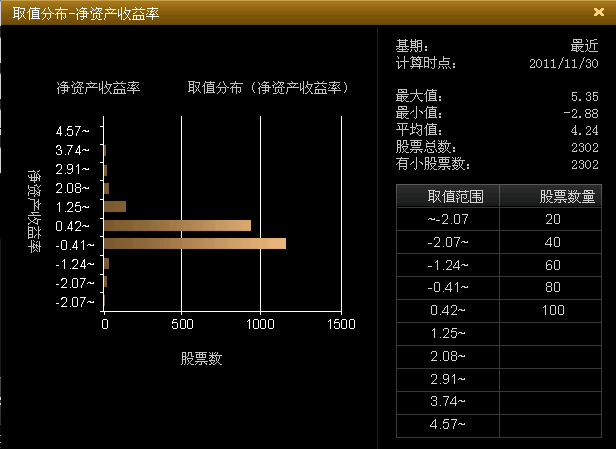 取值分布-净资产收益率
净资产收益率
取值分布（净资产收益率）
净资产收益率
4.57~
3.74~
2.91~
2.08~
1.25~
0.42~
-0.41~
-1.24~
-2.07~
-2.07~
0 500 1000 1500
股票数
基期： 最近
计算时点： 2011/11/30
最大值： 5.35
最小值： -2.88
平均值： 4.24
股票总数： 2302
有小股票数： 2302
取值范围 股票数量
~-2.07 20
-2.07~ 40
-1.24~ 60
-0.41~ 80
0.42~ 100
1.25~
2.08~
2.91~
3.74~
4.57~